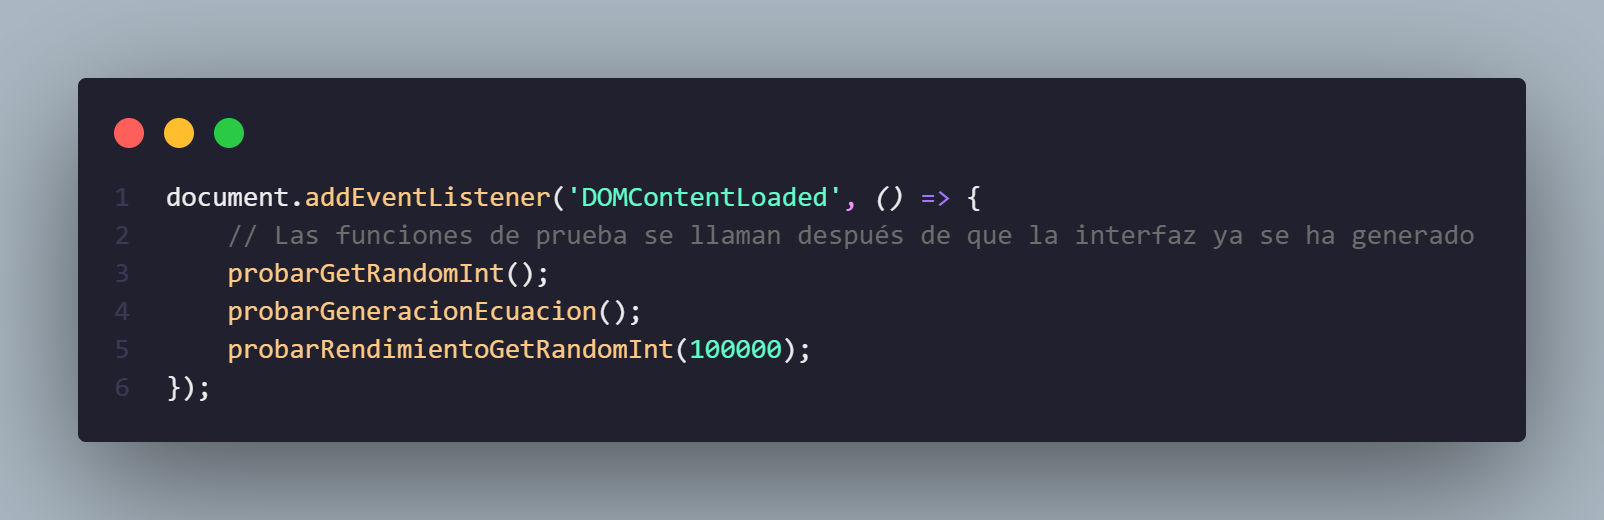 1 document.addEventListener('DOMContentLoaded', () => {
2 // Las funciones de prueba se llaman después de que la interfaz ya se ha generado
3 probarGetRandomInt();
4 probarGeneracionEcuacion();
5 probarRendimientoGetRandomInt(100000);
6 });